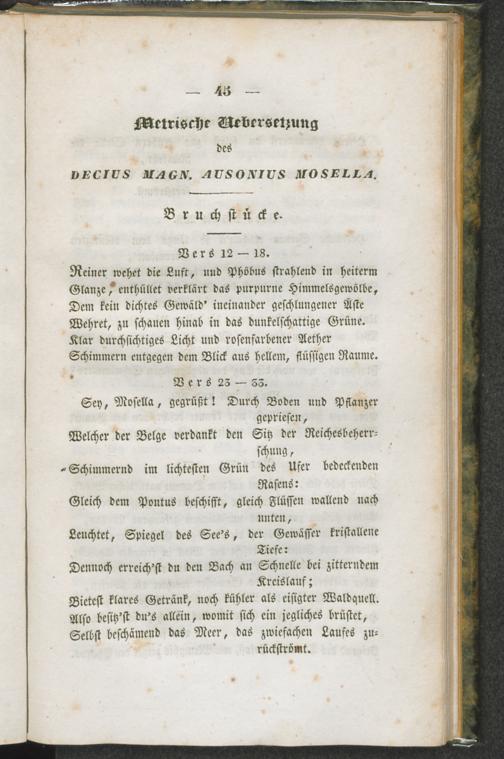 — 45 —
Metrische Uebersetzung
des
DECIUS MAGN. AUSONIUS MOSELLA.
Bruchstücke.
Vers 12 — 18.
Reiner wehet die Luft, und Phöbus strahlend in heiterm
Glanze, enthüllet verklärt das purpurne Himmelsgewölbe,
Dem kein dichtes Gewäld' ineinander geschlungener Äste
Wehret, zu schauen hinab in das dunkelschattige Grüne.
Klar durchsichtiges Licht und rosenfarbener Aether
Schimmern entgegen dem Blick aus hellem, flüssigen Raume.
Vers 23 — 33.
Sey, Mosella, gegrüßt! Durch Boden und Pflanzer
gepriesen,
Welcher der Belge verdankt den Sitz der Reichesbeherr-
schung,
Schimmernd im lichtesten Grün des Ufer bedeckenden
Rasens:
Gleich dem Pontus beschifft, gleich Flüssen wallend nach
unten,
Leuchtet, Spiegel des See's, der Gewässer kristallene
Tiefe:
Dennoch erreich'st du den Bach an Schnelle bei zitterndem
Kreislauf;
Bietest klares Getränk, noch kühler als eisigter Waldquell.
Also besitz'st du's allein, womit sich ein jegliches brüstet,
Selbst beschämend das Meer, das zwiefachen Laufes zu-
rückströmt.